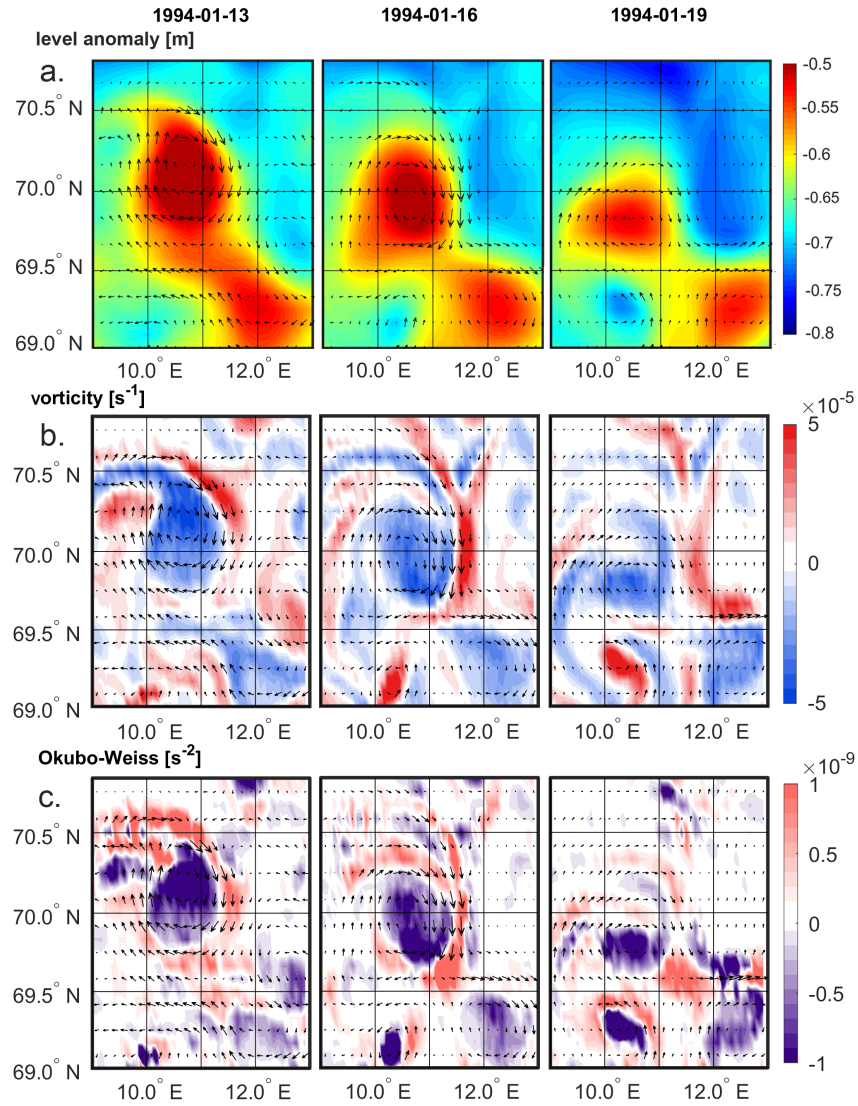 1994-01-13 1994-01-16 1994-01-19
level anomaly [m]
a.
70.5° N
70.0° N
69.5° N
69.0° N
10.0° E 12.0° E 10.0° E 12.0° E 10.0° E 12.0° E
-0.5
-0.55
-0.6
-0.65
-0.7
-0.75
-0.8
vorticity [s-1]
b.
70.5° N
70.0° N
69.5° N
69.0° N
10.0° E 12.0° E 10.0° E 12.0° E 10.0° E 12.0° E
×10-5
5
0
-5
Okubo-Weiss [s-2]
c.
70.5° N
70.0° N
69.5° N
69.0° N
10.0° E 12.0° E 10.0° E 12.0° E 10.0° E 12.0° E
×10-9
1
0.5
0
-0.5
-1